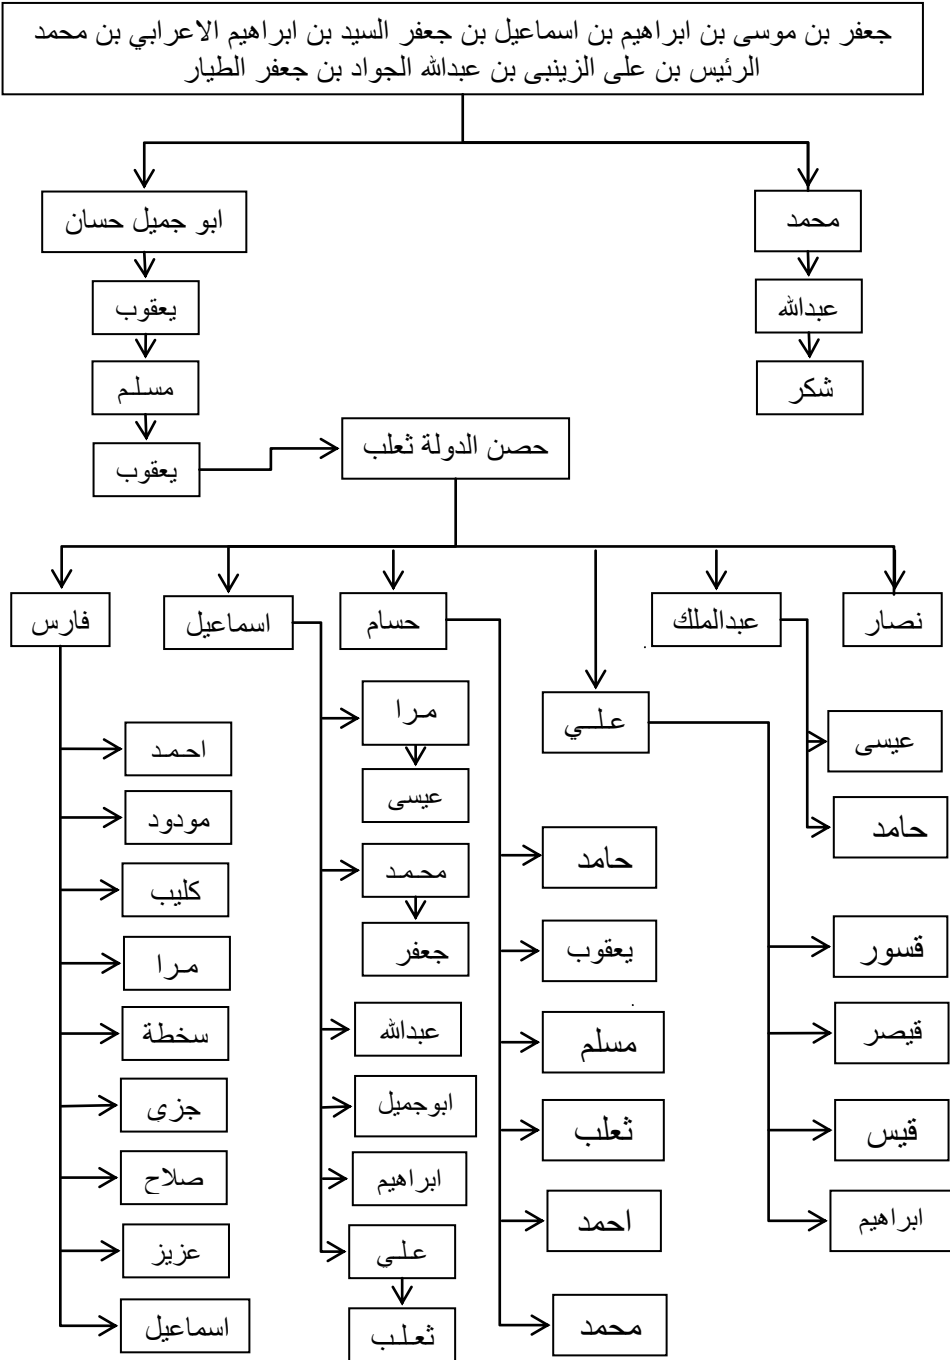 جعفر بن موسى بن ابراهيم بن اسماعيل بن جعفر السيد بن ابراهيم الاعرابي بن محمد
الرئيس بن على الزينبى بن عبدالله الجواد بن جعفر الطيار
محمد
ابو جميل حسان
عبدالله
يعقوب
شكر
مسلم
يعقوب
حصن الدولة ثعلب
نصار
عبدالملك
علي
حسام
اسماعيل
فارس
عيسى
حامد
قسور
قيصر
قيس
ابراهيم
حامد
يعقوب
مسلم
ثعلب
احمد
محمد
مرا
عيسى
محمد
جعفر
عبدالله
ابوجميل
ابراهيم
علي
ثعلب
احمد
مودود
كليب
مرا
سخطة
جزى
صلاح
عزيز
اسماعيل